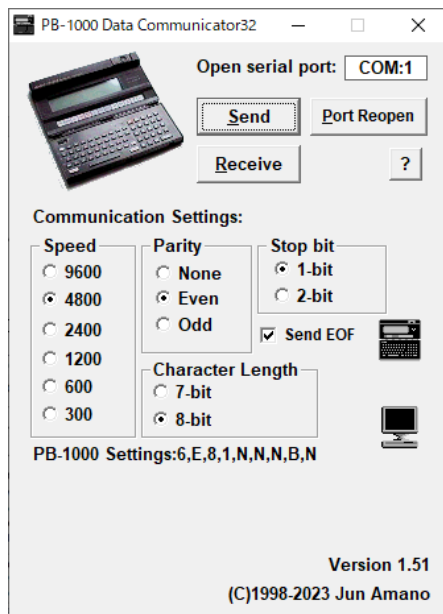 PB-1000 Data Communicator32
Open serial port: COM:1
Send
Port Reopen
Receive
?
Communication Settings:
Speed
9600
4800
2400
1200
600
300
Parity
None
Even
Odd
Stop bit
1-bit
2-bit
Send EOF
Character Length
7-bit
8-bit
PB-1000 Settings:6,E,8,1,N,N,N,B,N
Version 1.51
(C)1998-2023 Jun Amano